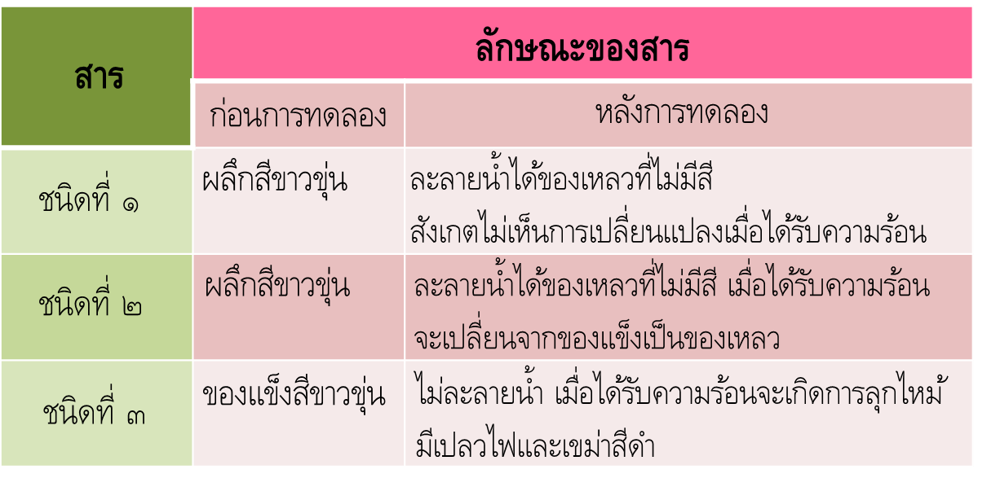 สาร
ลักษณะของสาร
ก่อนการทดลอง
หลังการทดลอง
ชนิดที่ ๑
ผลึกสีขาวขุ่น
ละลายน้ำได้ของเหลวที่ไม่มีสี
สังเกตไม่เห็นการเปลี่ยนแปลงเมื่อได้รับความร้อน
ชนิดที่ ๒
ผลึกสีขาวขุ่น
ละลายน้ำได้ของเหลวที่ไม่มีสี เมื่อได้รับความร้อน
จะเปลี่ยนจากของแข็งเป็นของเหลว
ชนิดที่ ๓
ของแข็งสีขาวขุ่น
ไม่ละลายน้ำ เมื่อได้รับความร้อนจะเกิดการลุกไหม้
มีเปลวไฟและเขม่าสีดำ